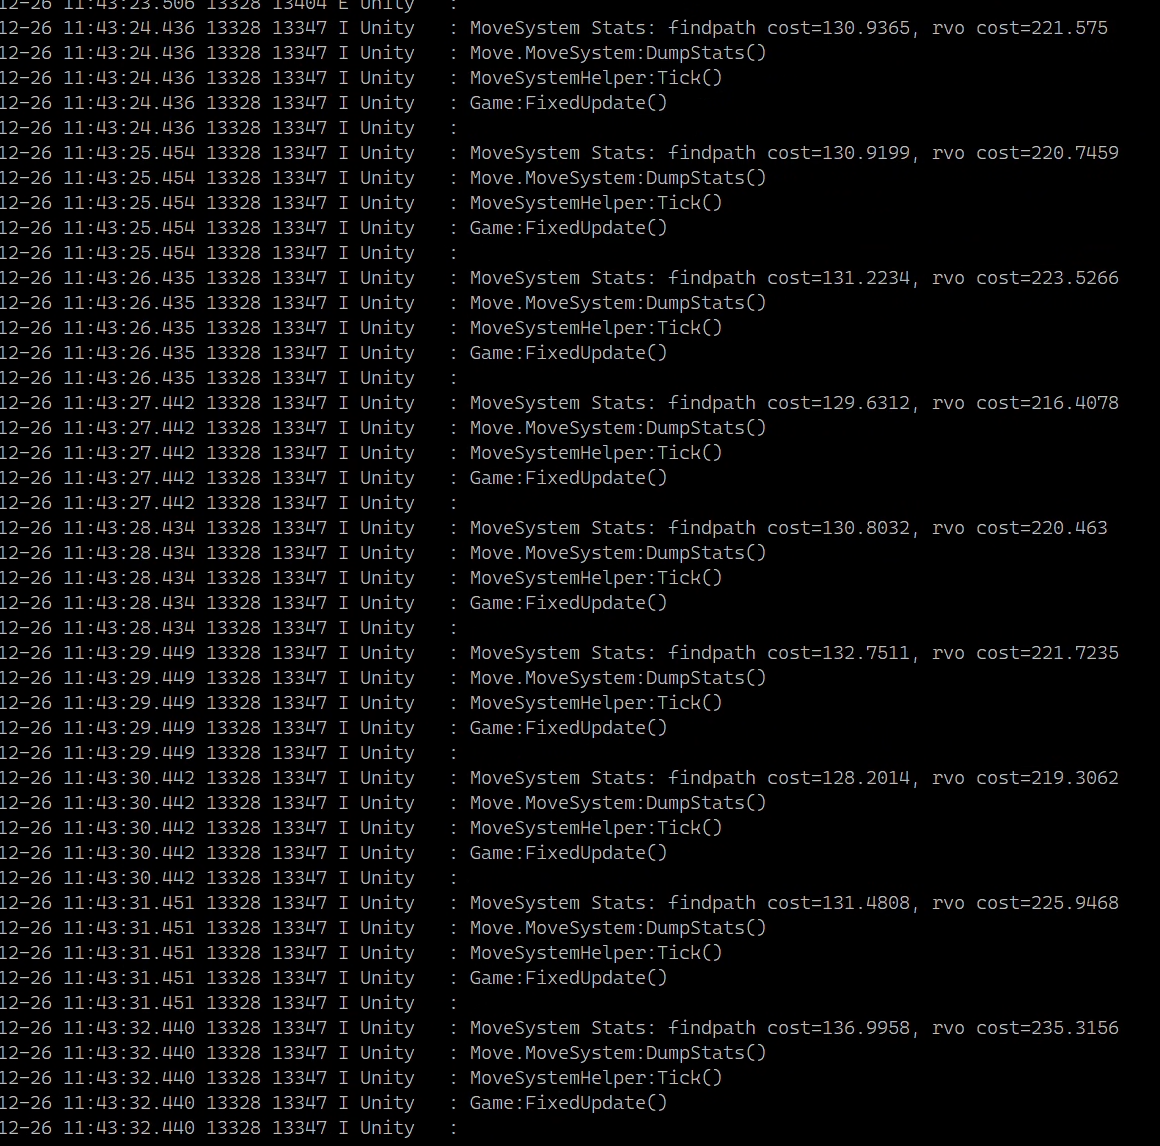 12-26 11:43:23.506 13328 13404 E Unity   :
12-26 11:43:24.436 13328 13347 I Unity   : MoveSystem Stats: findpath cost=130.9365, rvo cost=221.575
12-26 11:43:24.436 13328 13347 I Unity   : Move.MoveSystem:DumpStats()
12-26 11:43:24.436 13328 13347 I Unity   : MoveSystemHelper:Tick()
12-26 11:43:24.436 13328 13347 I Unity   : Game:FixedUpdate()
12-26 11:43:24.436 13328 13347 I Unity   :
12-26 11:43:25.454 13328 13347 I Unity   : MoveSystem Stats: findpath cost=130.9199, rvo cost=220.7459
12-26 11:43:25.454 13328 13347 I Unity   : Move.MoveSystem:DumpStats()
12-26 11:43:25.454 13328 13347 I Unity   : MoveSystemHelper:Tick()
12-26 11:43:25.454 13328 13347 I Unity   : Game:FixedUpdate()
12-26 11:43:25.454 13328 13347 I Unity   :
12-26 11:43:26.435 13328 13347 I Unity   : MoveSystem Stats: findpath cost=131.2234, rvo cost=223.5266
12-26 11:43:26.435 13328 13347 I Unity   : Move.MoveSystem:DumpStats()
12-26 11:43:26.435 13328 13347 I Unity   : MoveSystemHelper:Tick()
12-26 11:43:26.435 13328 13347 I Unity   : Game:FixedUpdate()
12-26 11:43:26.435 13328 13347 I Unity   :
12-26 11:43:27.442 13328 13347 I Unity   : MoveSystem Stats: findpath cost=129.6312, rvo cost=216.4078
12-26 11:43:27.442 13328 13347 I Unity   : Move.MoveSystem:DumpStats()
12-26 11:43:27.442 13328 13347 I Unity   : MoveSystemHelper:Tick()
12-26 11:43:27.442 13328 13347 I Unity   : Game:FixedUpdate()
12-26 11:43:27.442 13328 13347 I Unity   :
12-26 11:43:28.434 13328 13347 I Unity   : MoveSystem Stats: findpath cost=130.8032, rvo cost=220.463
12-26 11:43:28.434 13328 13347 I Unity   : Move.MoveSystem:DumpStats()
12-26 11:43:28.434 13328 13347 I Unity   : MoveSystemHelper:Tick()
12-26 11:43:28.434 13328 13347 I Unity   : Game:FixedUpdate()
12-26 11:43:28.434 13328 13347 I Unity   :
12-26 11:43:29.449 13328 13347 I Unity   : MoveSystem Stats: findpath cost=132.7511, rvo cost=221.7235
12-26 11:43:29.449 13328 13347 I Unity   : Move.MoveSystem:DumpStats()
12-26 11:43:29.449 13328 13347 I Unity   : MoveSystemHelper:Tick()
12-26 11:43:29.449 13328 13347 I Unity   : Game:FixedUpdate()
12-26 11:43:29.449 13328 13347 I Unity   :
12-26 11:43:30.442 13328 13347 I Unity   : MoveSystem Stats: findpath cost=128.2014, rvo cost=219.3062
12-26 11:43:30.442 13328 13347 I Unity   : Move.MoveSystem:DumpStats()
12-26 11:43:30.442 13328 13347 I Unity   : MoveSystemHelper:Tick()
12-26 11:43:30.442 13328 13347 I Unity   : Game:FixedUpdate()
12-26 11:43:30.442 13328 13347 I Unity   :
12-26 11:43:31.451 13328 13347 I Unity   : MoveSystem Stats: findpath cost=131.4808, rvo cost=225.9468
12-26 11:43:31.451 13328 13347 I Unity   : Move.MoveSystem:DumpStats()
12-26 11:43:31.451 13328 13347 I Unity   : MoveSystemHelper:Tick()
12-26 11:43:31.451 13328 13347 I Unity   : Game:FixedUpdate()
12-26 11:43:31.451 13328 13347 I Unity   :
12-26 11:43:32.440 13328 13347 I Unity   : MoveSystem Stats: findpath cost=136.9958, rvo cost=235.3156
12-26 11:43:32.440 13328 13347 I Unity   : Move.MoveSystem:DumpStats()
12-26 11:43:32.440 13328 13347 I Unity   : MoveSystemHelper:Tick()
12-26 11:43:32.440 13328 13347 I Unity   : Game:FixedUpdate()
12-26 11:43:32.440 13328 13347 I Unity   :